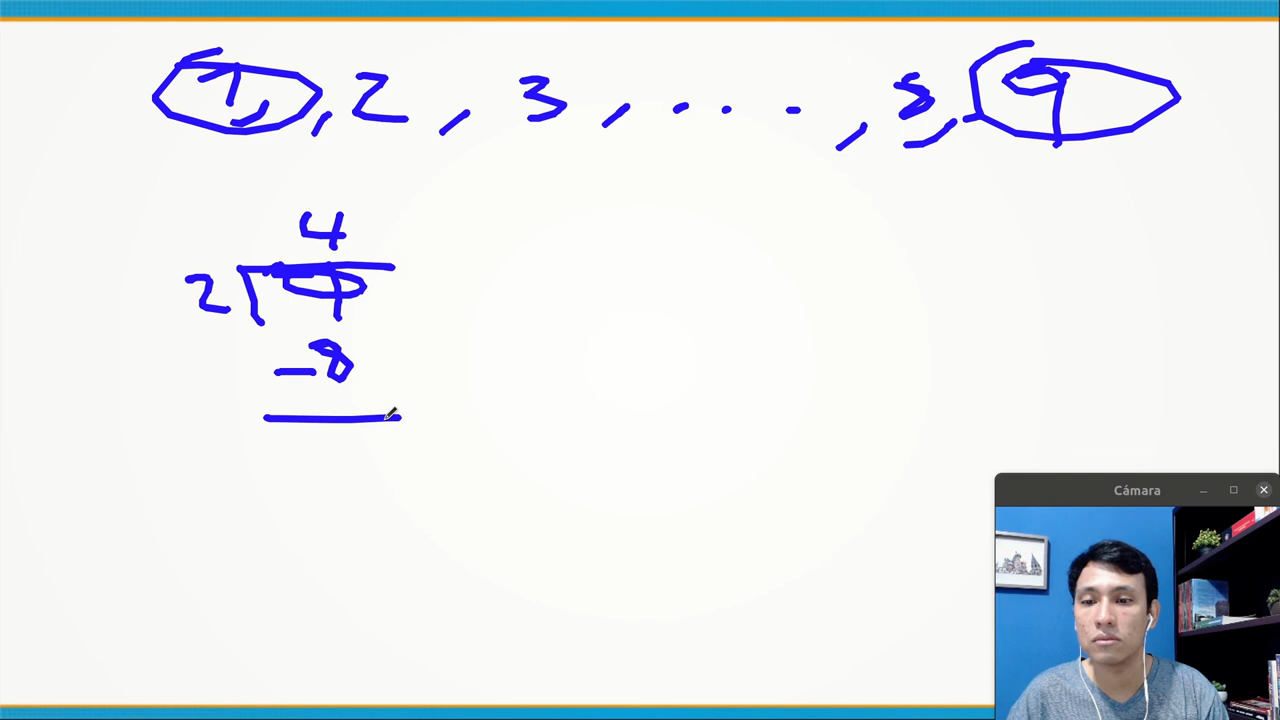 1, 2, 3, . . . , 8, 9
4
2 9
-8
Cámara